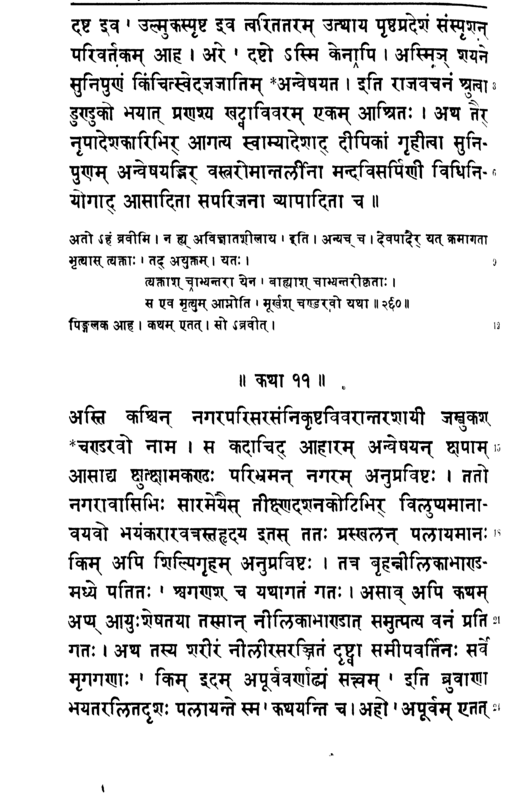 दष्ट इव ' उल्मुकस्पृष्ट इव त्वरिततरम् उत्थाय पृष्ठप्रदेशं संस्पृशन्
परिवर्तकम् आह । अरे ' दष्टो ऽस्मि केनापि । अस्मिञ् शयने
सुनिपुणं किंचित्स्वेदजजातिम् *अन्वेषयत । इति राजवचनं श्रुत्वा 3
डुण्डुको भयात् प्रणश्य खट्वाविवरम् एकम् आश्रितः । अथ तैर्
नृपादेशकारिभिर् आगत्य स्वाम्यादेशाद् दीपिकां गृहीत्वा सुनि-
पुणम् अन्वेषयद्भिर् वस्त्ररोमान्तर्लीना मन्दविसर्पिणी विधिनि- 6
योगाद् आसादिता सपरिजना व्यापादिता च ॥
अतो ऽहं ब्रवीमि । न ह्य् अविज्ञातशीलाय । इति । अन्यच् च । देवपादैर् यत् क्रमागता
भृत्यास् त्यक्ताः ' तद् अयुक्तम् । यतः । 9
त्यक्ताश् चाभ्यन्तरा येन ' बाह्याश् चाभ्यन्तरीकृताः ।
स एव मृत्युम् आप्नोति ' मूर्खश् चण्डरवो यथा ॥ २६० ॥
पिङ्गलक आह । कथम् एतत् । सो ऽब्रवीत् । 12
॥ कथा ११ ॥
अस्ति कश्चिन् नगरपरिसरसंनिकृष्टविवरान्तरशायी जम्बुकश्
*चण्डरवो नाम । स कदाचिद् आहारम् अन्वेषयन् क्षपाम् 15
आसाद्य क्षुत्क्षामकण्ठः परिभ्रमन् नगरम् अनुप्रविष्टः । ततो
नगरावासिभिः सारमेयैस् तीक्ष्णदशनकोटिभिर् विलुप्यमाना-
वयवो भयंकरारवत्रस्तहृदय इतस् ततः प्रस्खलन् पलायमानः 18
किम् अपि शिल्पिगृहम् अनुप्रविष्टः । तत्र बृहन्नीलिकाभाण्ड-
मध्ये पतितः ' श्वगणश् च यथागतं गतः । असाव् अपि कथम्
अप्य् आयुःशेषतया तस्मान् नीलिकाभाण्डात् समुत्पत्य वनं प्रति 21
गतः । अथ तस्य शरीरं नीलीरसरञ्जितं दृष्ट्वा समीपवर्तिनः सर्वे
मृगगणाः ' किम् इदम् अपूर्ववर्णाढ्यं सत्त्वम् ' इति ब्रुवाणा
भयतरलितदृशः पलायन्ते स्म ' कथयन्ति च । अहो ' अपूर्वम् एतत् 24